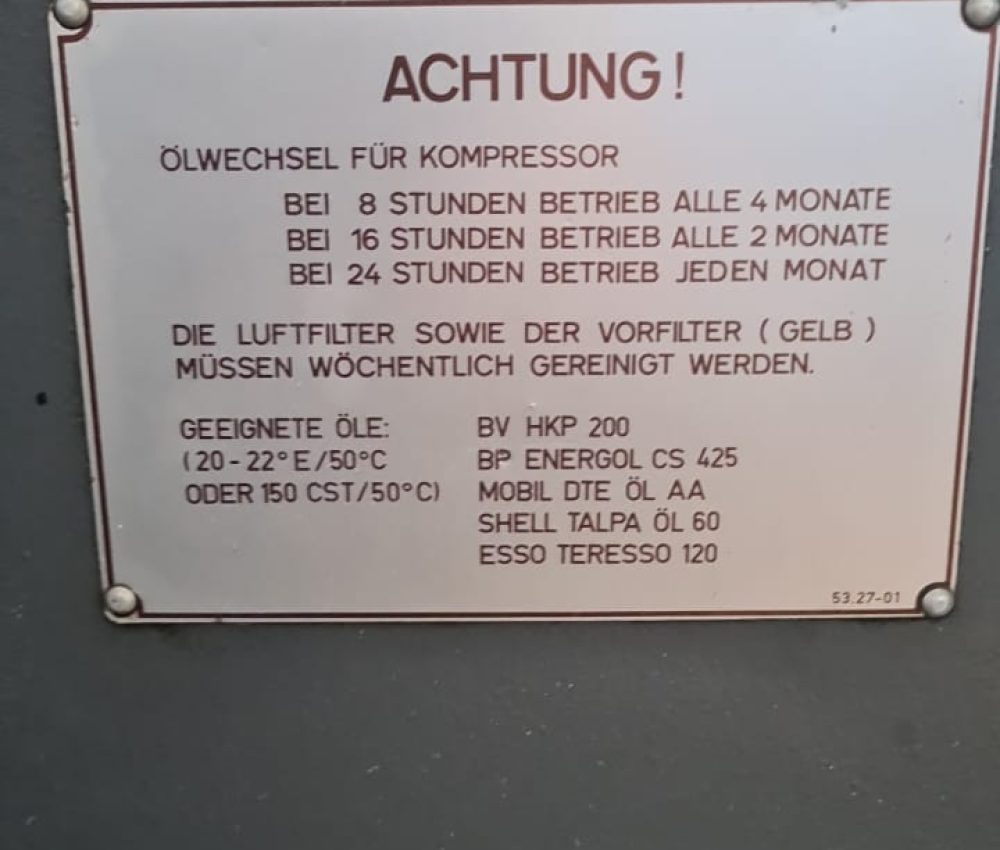 ACHTUNG!
ÖLWECHSEL FÜR KOMPRESSOR
BEI 8 STUNDEN BETRIEB ALLE 4 MONATE
BEI 16 STUNDEN BETRIEB ALLE 2 MONATE
BEI 24 STUNDEN BETRIEB JEDEN MONAT
DIE LUFTFILTER SOWIE DER VORFILTER ( GELB )
MÜSSEN WÖCHENTLICH GEREINIGT WERDEN.
GEEIGNETE ÖLE: BV HKP 200
(20-22°E/50°C BP ENERGOL CS 425
ODER 150 CST/50°C) MOBIL DTE ÖL AA
SHELL TALPA ÖL 60
ESSO TERESSO 120
53.27-01